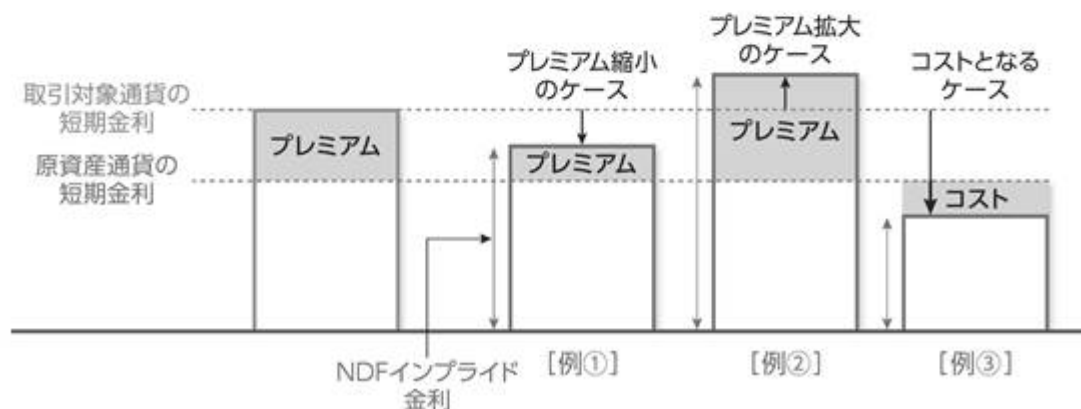 プレミアム縮小
のケース
プレミアム拡大
のケース
コストとなる
ケース
取引対象通貨の
短期金利
プレミアム
プレミアム
プレミアム
原資産通貨の
短期金利
コスト
NDFインプライド
金利
［例①］
［例②］
［例③］